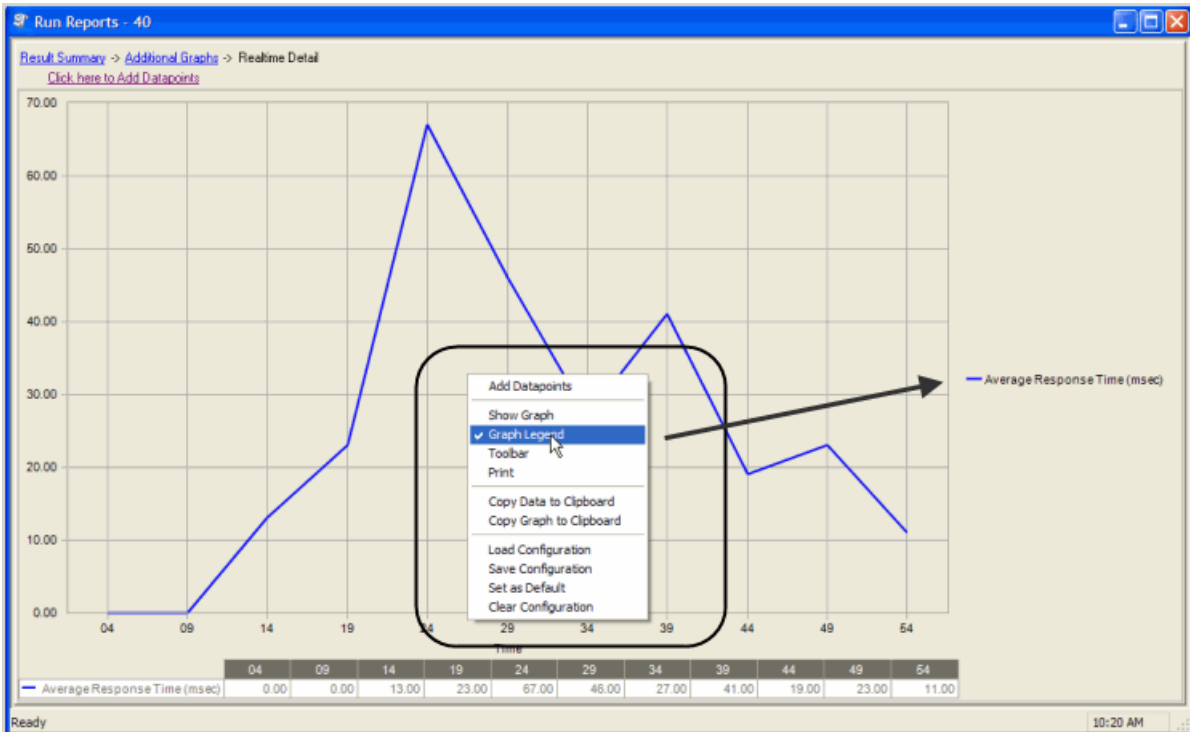 Run Reports - 40
Result Summary -> Additional Graphs -> Realtime Detail
Click here to Add Datapoints
70.00
60.00
50.00
40.00
30.00
20.00
10.00
0.00
Average Response Time (msec)
Add Datapoints
Show Graph
Graph Legend
Toolbar
Print
Copy Data to Clipboard
Copy Graph to Clipboard
Load Configuration
Save Configuration
Set as Default
Clear Configuration
04 09 14 19 24 29 34 39 44 49 54
Time
04 09 14 19 24 29 34 39 44 49 54
Average Response Time (msec) 0.00 0.00 13.00 23.00 67.00 46.00 27.00 41.00 19.00 23.00 11.00
Ready 10:20 AM